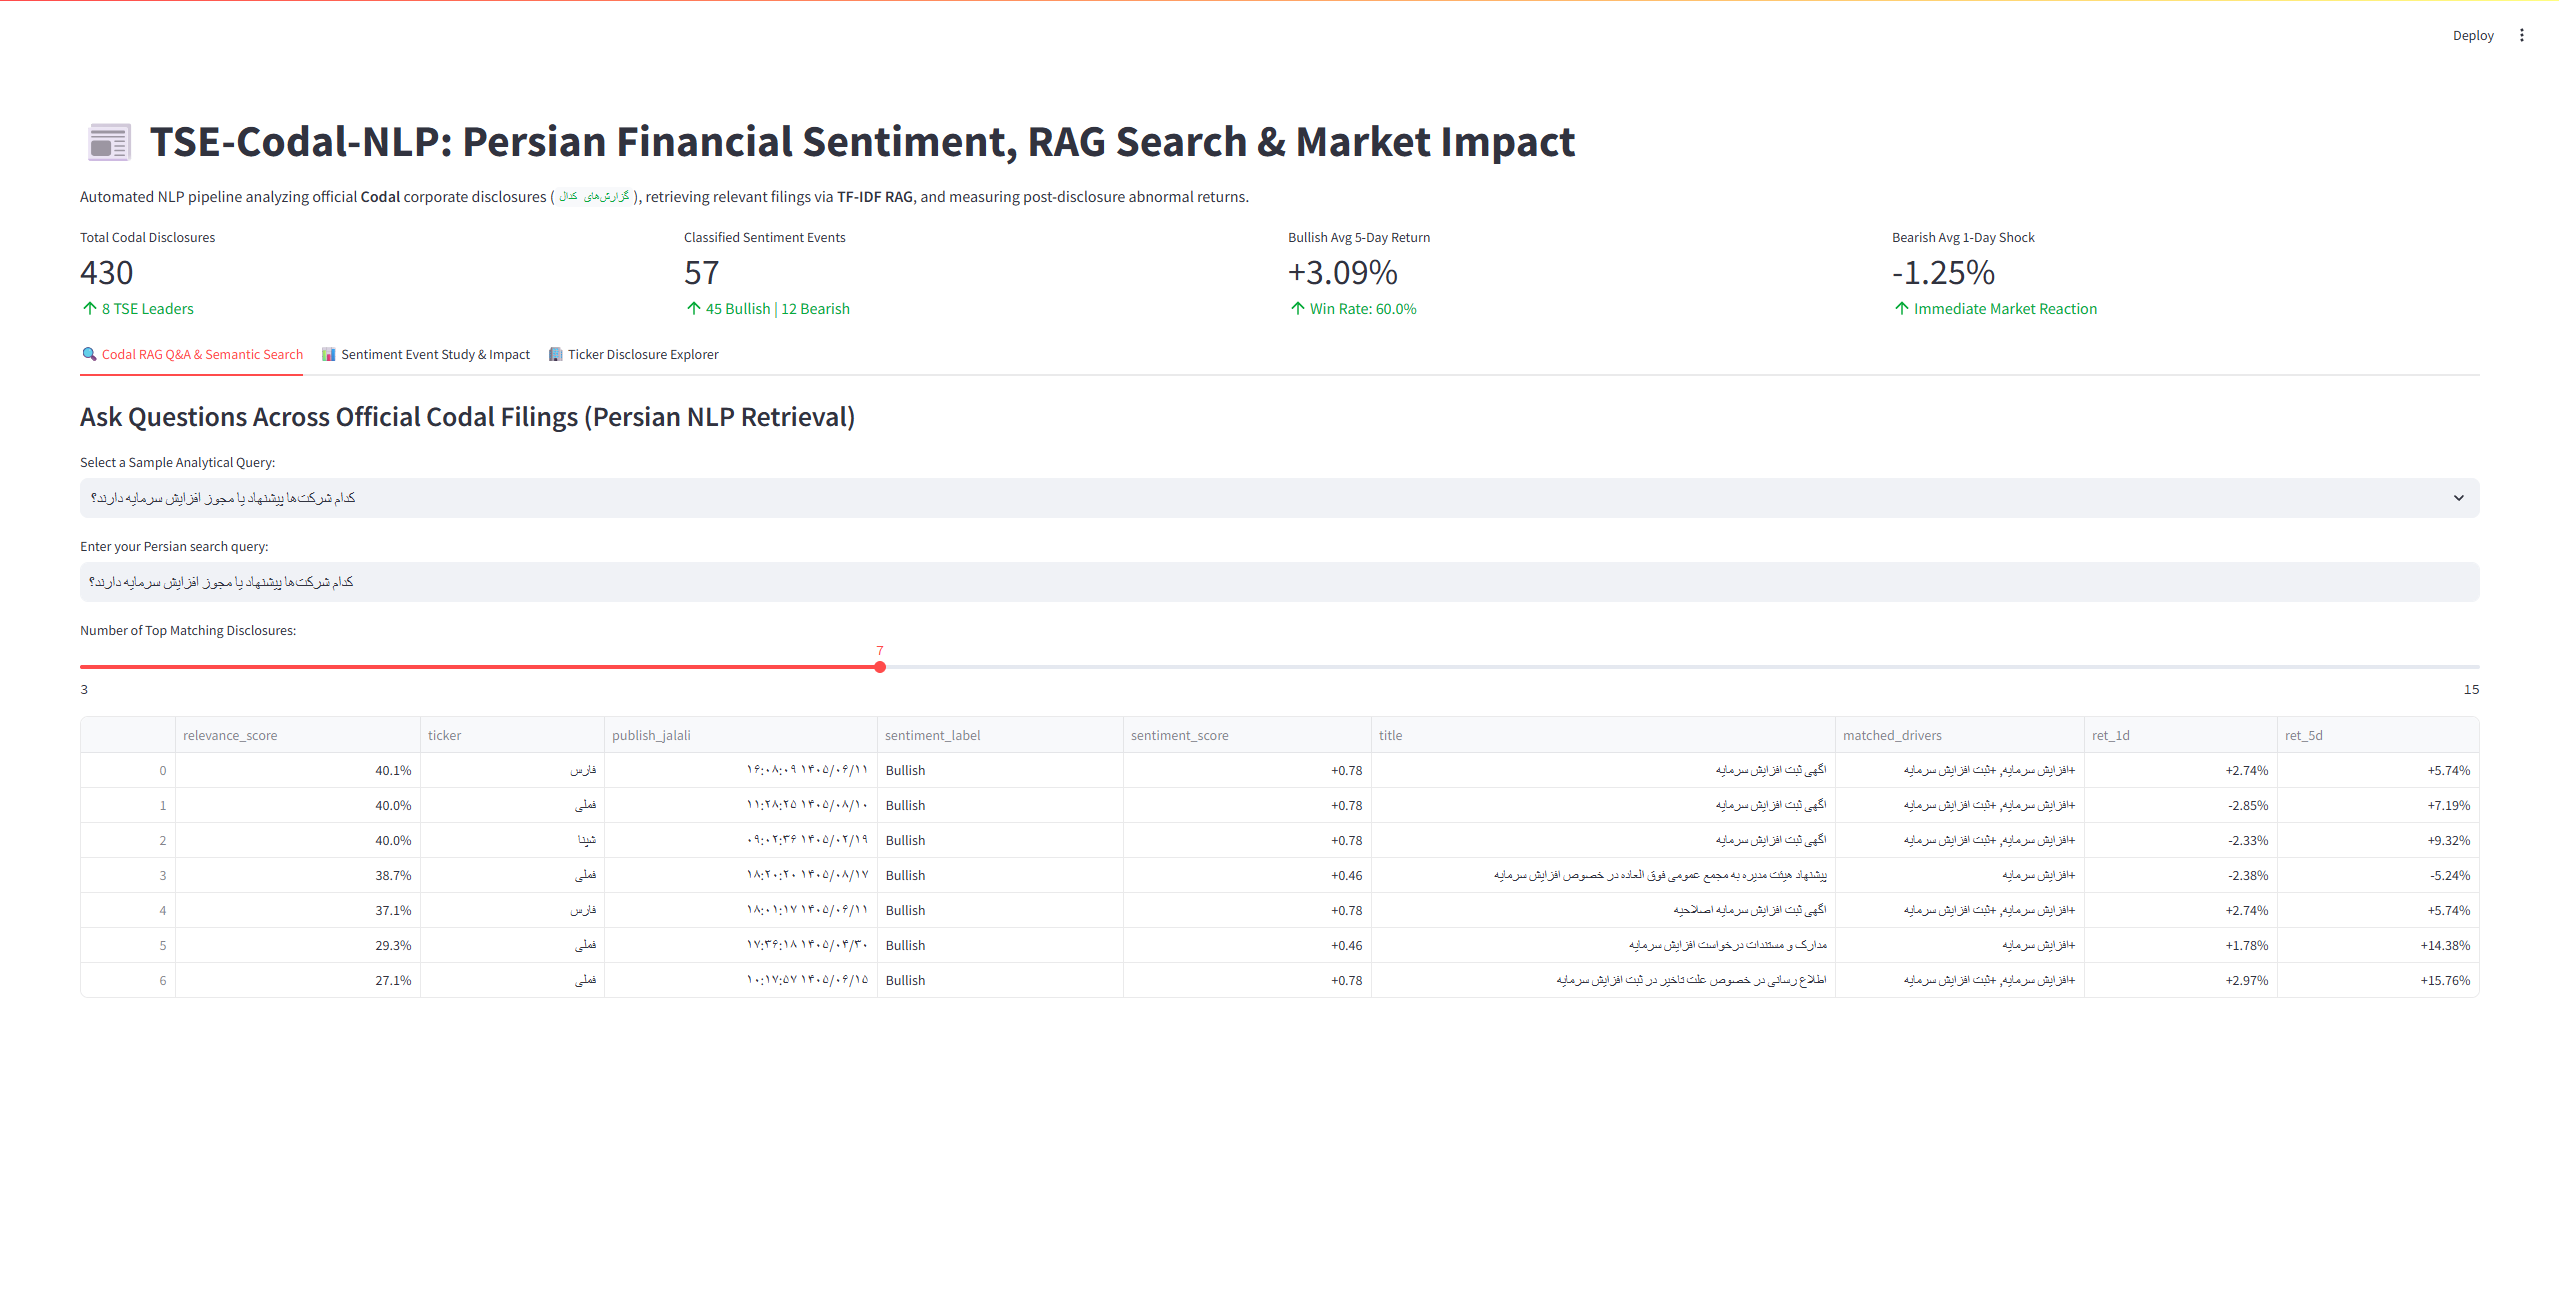 Deploy
📰 TSE-Codal-NLP: Persian Financial Sentiment, RAG Search & Market Impact
Automated NLP pipeline analyzing official Codal corporate disclosures ( گزارش‌های کدال ), retrieving relevant filings via TF-IDF RAG, and measuring post-disclosure abnormal returns.
Total Codal Disclosures
430
↑ 8 TSE Leaders
Classified Sentiment Events
57
↑ 45 Bullish | 12 Bearish
Bullish Avg 5-Day Return
+3.09%
↑ Win Rate: 60.0%
Bearish Avg 1-Day Shock
-1.25%
↑ Immediate Market Reaction
🔍 Codal RAG Q&A & Semantic Search 📊 Sentiment Event Study & Impact 🏢 Ticker Disclosure Explorer
Ask Questions Across Official Codal Filings (Persian NLP Retrieval)
Select a Sample Analytical Query:
کدام شرکت‌ها پیشنهاد یا مجوز افزایش سرمایه دارند؟
Enter your Persian search query:
کدام شرکت‌ها پیشنهاد یا مجوز افزایش سرمایه دارند؟
Number of Top Matching Disclosures:
7
3 15
relevance_score ticker publish_jalali sentiment_label sentiment_score title matched_drivers ret_1d ret_5d
0 40.1% فارس ۱۴۰۵/۰۶/۱۱ ۱۶:۰۸:۰۹ Bullish +0.78 اگهی ثبت افزایش سرمایه +افزایش سرمایه, +ثبت افزایش سرمایه +2.74% +5.74%
1 40.0% فملی ۱۴۰۵/۰۸/۱۰ ۱۱:۲۸:۲۵ Bullish +0.78 اگهی ثبت افزایش سرمایه +افزایش سرمایه, +ثبت افزایش سرمایه -2.85% +7.19%
2 40.0% شپنا ۱۴۰۵/۰۲/۱۹ ۰۹:۰۲:۳۶ Bullish +0.78 اگهی ثبت افزایش سرمایه +افزایش سرمایه, +ثبت افزایش سرمایه -2.33% +9.32%
3 38.7% فملی ۱۴۰۵/۰۸/۱۷ ۱۸:۲۰:۲۰ Bullish +0.46 پیشنهاد هیئت مدیره به مجمع عمومی فوق العاده در خصوص افزایش سرمایه +افزایش سرمایه -2.38% -5.24%
4 37.1% فارس ۱۴۰۵/۰۶/۱۱ ۱۸:۰۱:۱۷ Bullish +0.78 اگهی ثبت افزایش سرمایه اصلاحیه +افزایش سرمایه, +ثبت افزایش سرمایه +2.74% +5.74%
5 29.3% فملی ۱۴۰۵/۰۴/۳۰ ۱۷:۳۶:۱۸ Bullish +0.46 مدارک و مستندات درخواست افزایش سرمایه +افزایش سرمایه +1.78% +14.38%
6 27.1% فملی ۱۴۰۵/۰۶/۱۵ ۱۰:۱۷:۵۷ Bullish +0.78 اطلاع رسانی در خصوص علت تاخیر در ثبت افزایش سرمایه +افزایش سرمایه, +ثبت افزایش سرمایه +2.97% +15.76%